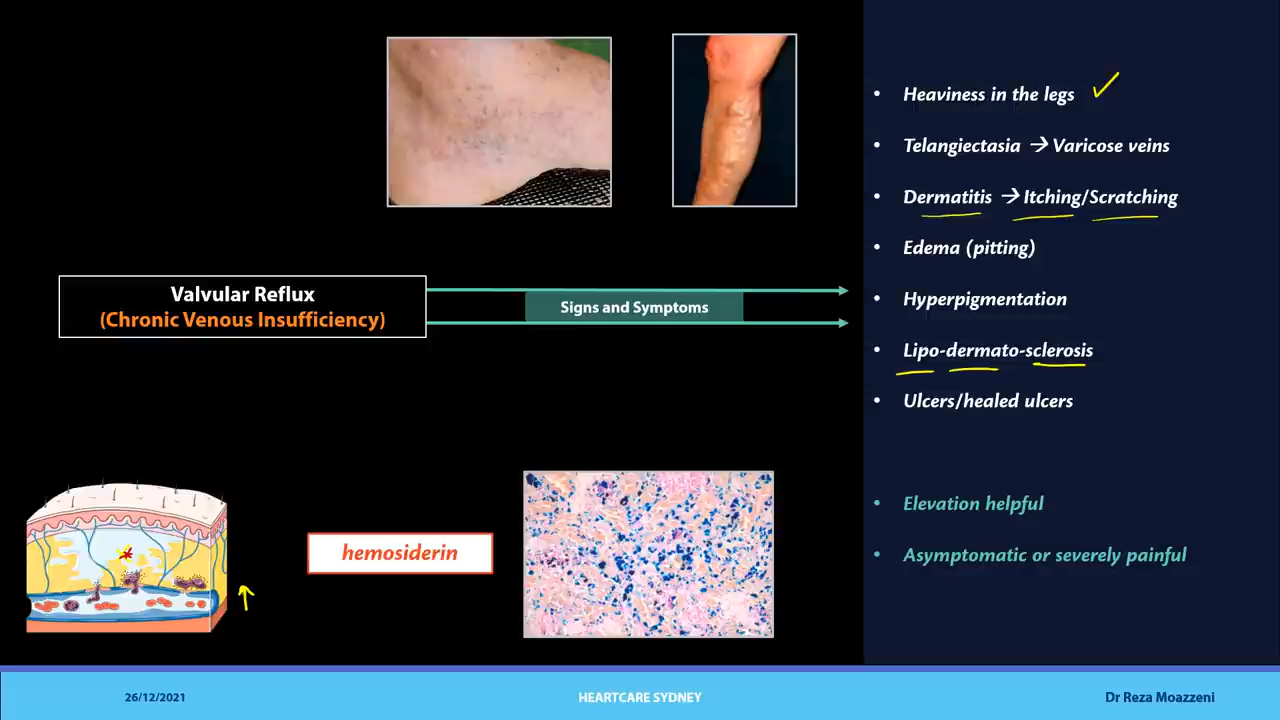 Valvular Reflux
(Chronic Venous Insufficiency)
Signs and Symptoms
• Heaviness in the legs
• Telangiectasia → Varicose veins
• Dermatitis → Itching/Scratching
• Edema (pitting)
• Hyperpigmentation
• Lipo-dermato-sclerosis
• Ulcers/healed ulcers
• Elevation helpful
• Asymptomatic or severely painful
hemosiderin
26/12/2021
HEARTCARE SYDNEY
Dr Reza Moazzeni